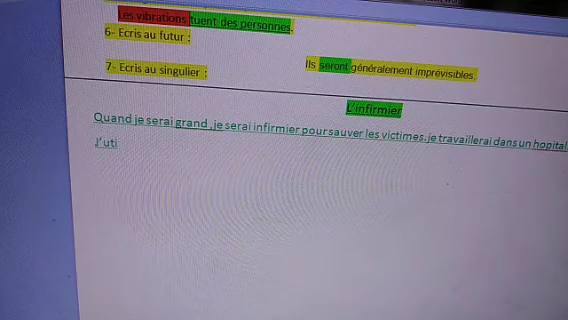 Les vibrations tuent des personnes.
6- Ecris au futur :
Ils seront généralement imprévisibles.
7- Ecris au singulier :
L'infirmier
Quand je serai grand ,je serai infirmier pour sauver les victimes.je travaillerai dans un hopital
J'uti